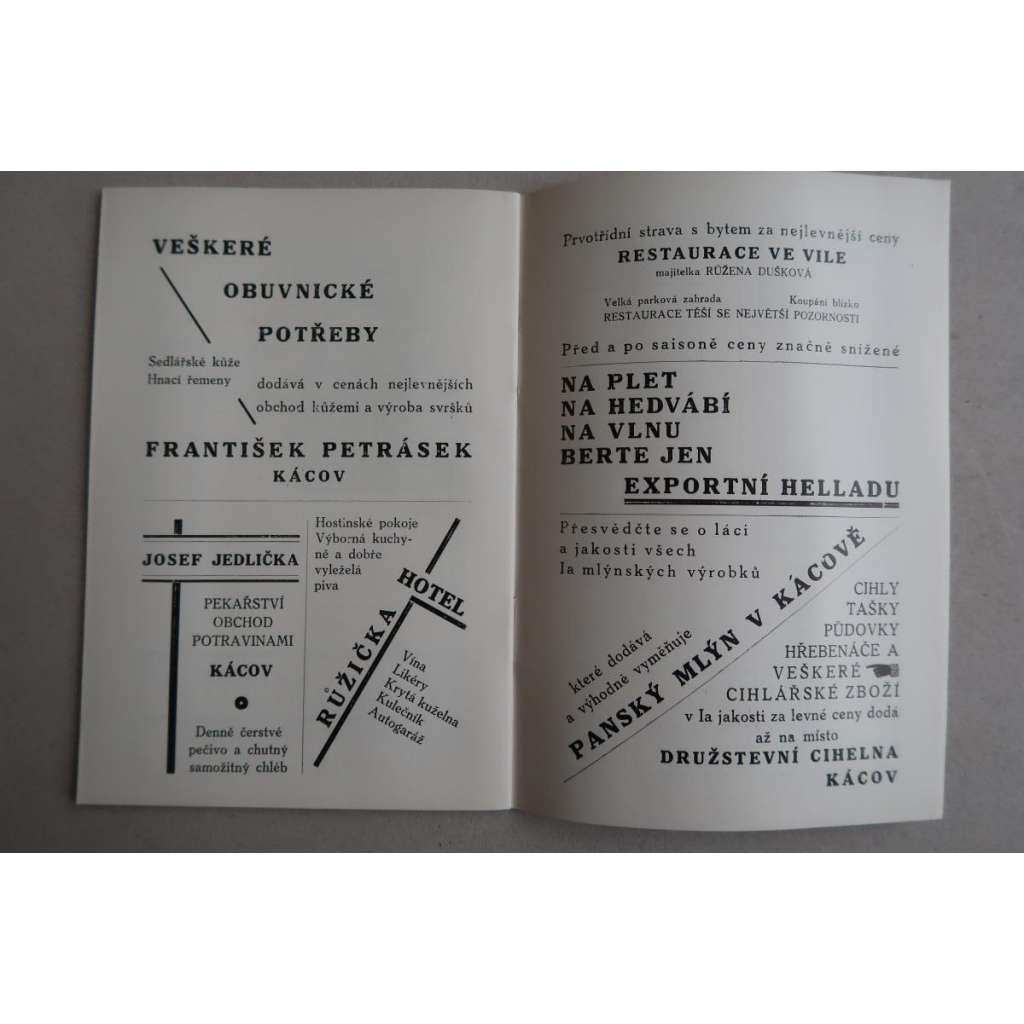 VEŠKERÉ
OBUVNICKÉ
POTŘEBY
Sedlářské kůže
Hnací řemeny
dodává v cenách nejlevnějších
obchod kůžemi a výroba svršků
FRANTIŠEK PETRÁSEK
KÁCOV
JOSEF JEDLIČKA
PEKAŘSTVÍ
OBCHOD
POTRAVINAMI
KÁCOV
Denně čerstvé
pečivo a chutný
samožitný chléb
Hostinské pokoje
Výborná kuchy-
ně a dobře
vyleželá
piva
HOTEL
RŮŽIČKA
Vína
Likéry
Krytá kuželna
Kulečník
Autogaráž
Prvotřídní strava s bytem za nejlevnější ceny
RESTAURACE VE VILE
majitelka RŮŽENA DUŠKOVÁ
Velká parková zahrada Koupání blízko
RESTAURACE TĚŠÍ SE NEJVĚTŠÍ POZORNOSTI
Před a po saisoně ceny značně snížené
NA PLET
NA HEDVÁBÍ
NA VLNU
BERTE JEN
EXPORTNÍ HELLADU
Přesvědčte se o láci
a jakosti všech
Ia mlýnských výrobků
které dodává
a výhodně vyměňuje
PANSKÝ MLÝN V KÁCOVĚ
CIHLY
TAŠKY
PŮDOVKY
HŘEBENÁČE A
VEŠKERÉ
CIHLÁŘSKÉ ZBOŽÍ
v Ia jakosti za levné ceny dodá
až na místo
DRUŽSTEVNÍ CIHELNA
KÁCOV